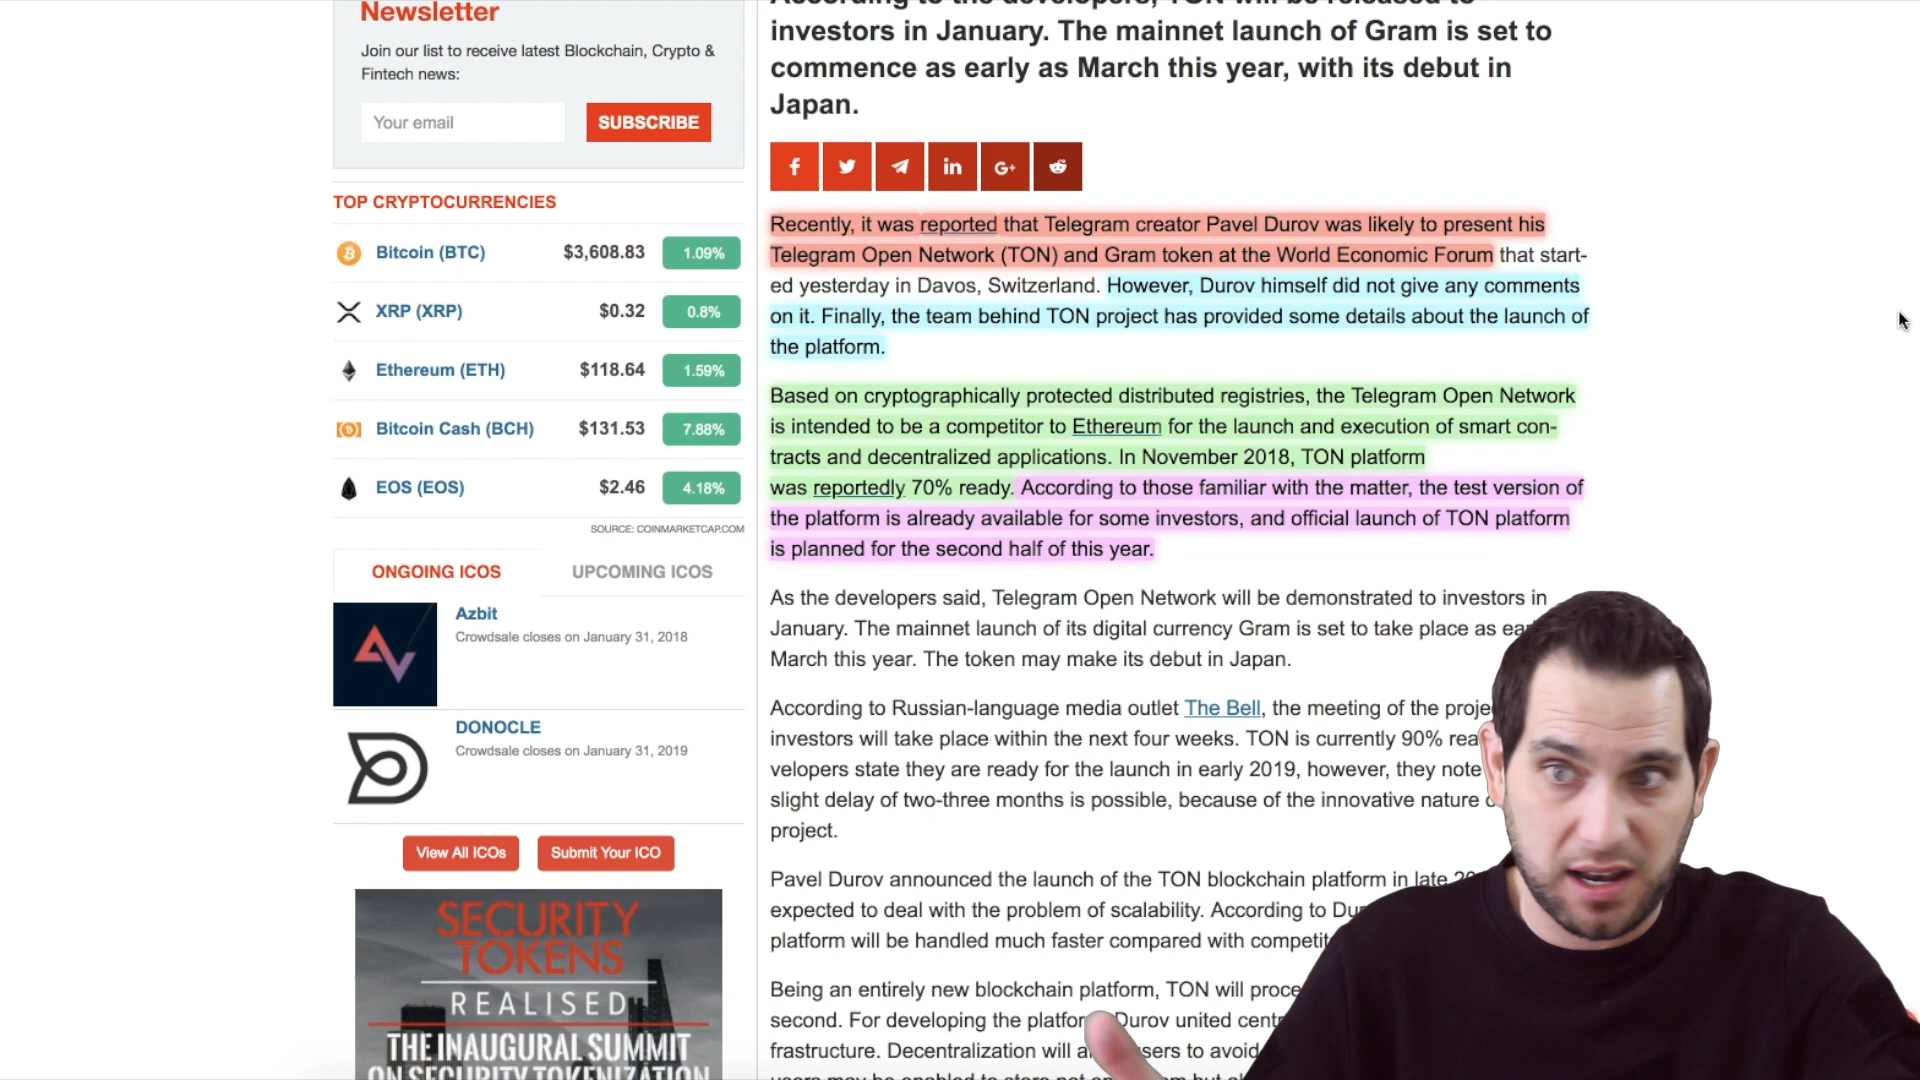 Newsletter
Join our list to receive latest Blockchain, Crypto &
Fintech news:
Your email
SUBSCRIBE
TOP CRYPTOCURRENCIES
Bitcoin (BTC) $3,608.83 1.09%
XRP (XRP) $0.32 0.8%
Ethereum (ETH) $118.64 1.59%
Bitcoin Cash (BCH) $131.53 7.88%
EOS (EOS) $2.46 4.18%
SOURCE: COINMARKETCAP.COM
ONGOING ICOS UPCOMING ICOS
Azbit
Crowdsale closes on January 31, 2018
DONOCLE
Crowdsale closes on January 31, 2019
View All ICOs Submit Your ICO
SECURITY
TOKENS
REALISED
THE INAUGURAL SUMMIT
ON SECURITY TOKENIZATION
According to the developers, TON will be released to
investors in January. The mainnet launch of Gram is set to
commence as early as March this year, with its debut in
Japan.
Recently, it was reported that Telegram creator Pavel Durov was likely to present his
Telegram Open Network (TON) and Gram token at the World Economic Forum that start-
ed yesterday in Davos, Switzerland. However, Durov himself did not give any comments
on it. Finally, the team behind TON project has provided some details about the launch of
the platform.
Based on cryptographically protected distributed registries, the Telegram Open Network
is intended to be a competitor to Ethereum for the launch and execution of smart con-
tracts and decentralized applications. In November 2018, TON platform
was reportedly 70% ready. According to those familiar with the matter, the test version of
the platform is already available for some investors, and official launch of TON platform
is planned for the second half of this year.
As the developers said, Telegram Open Network will be demonstrated to investors in
January. The mainnet launch of its digital currency Gram is set to take place as
March this year. The token may make its debut in Japan.
According to Russian-language media outlet The Bell, the meeting of the
investors will take place within the next four weeks. TON is currently 90%
velopers state they are ready for the launch in early 2019, however, they note
slight delay of two-three months is possible, because of the innovative nature
project.
Pavel Durov announced the launch of the TON blockchain platform in late
expected to deal with the problem of scalability. According to
platform will be handled much faster compared with
Being an entirely new blockchain platform, TON will
second. For developing the Durov united
frastructure. Decentralization will to avoid